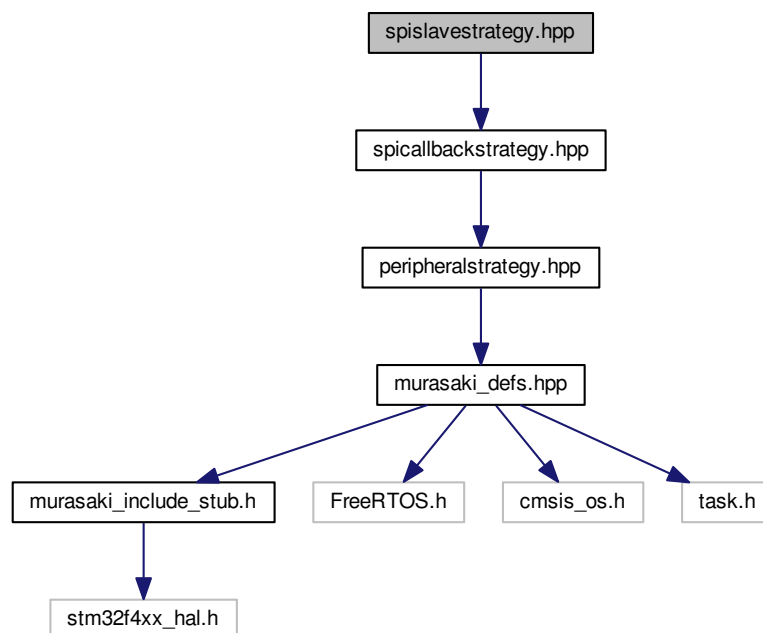 spislavestrategy.hpp
spicallbackstrategy.hpp
peripheralstrategy.hpp
murasaki_defs.hpp
murasaki_include_stub.h
FreeRTOS.h
cmsis_os.h
task.h
stm32f4xx_hal.h